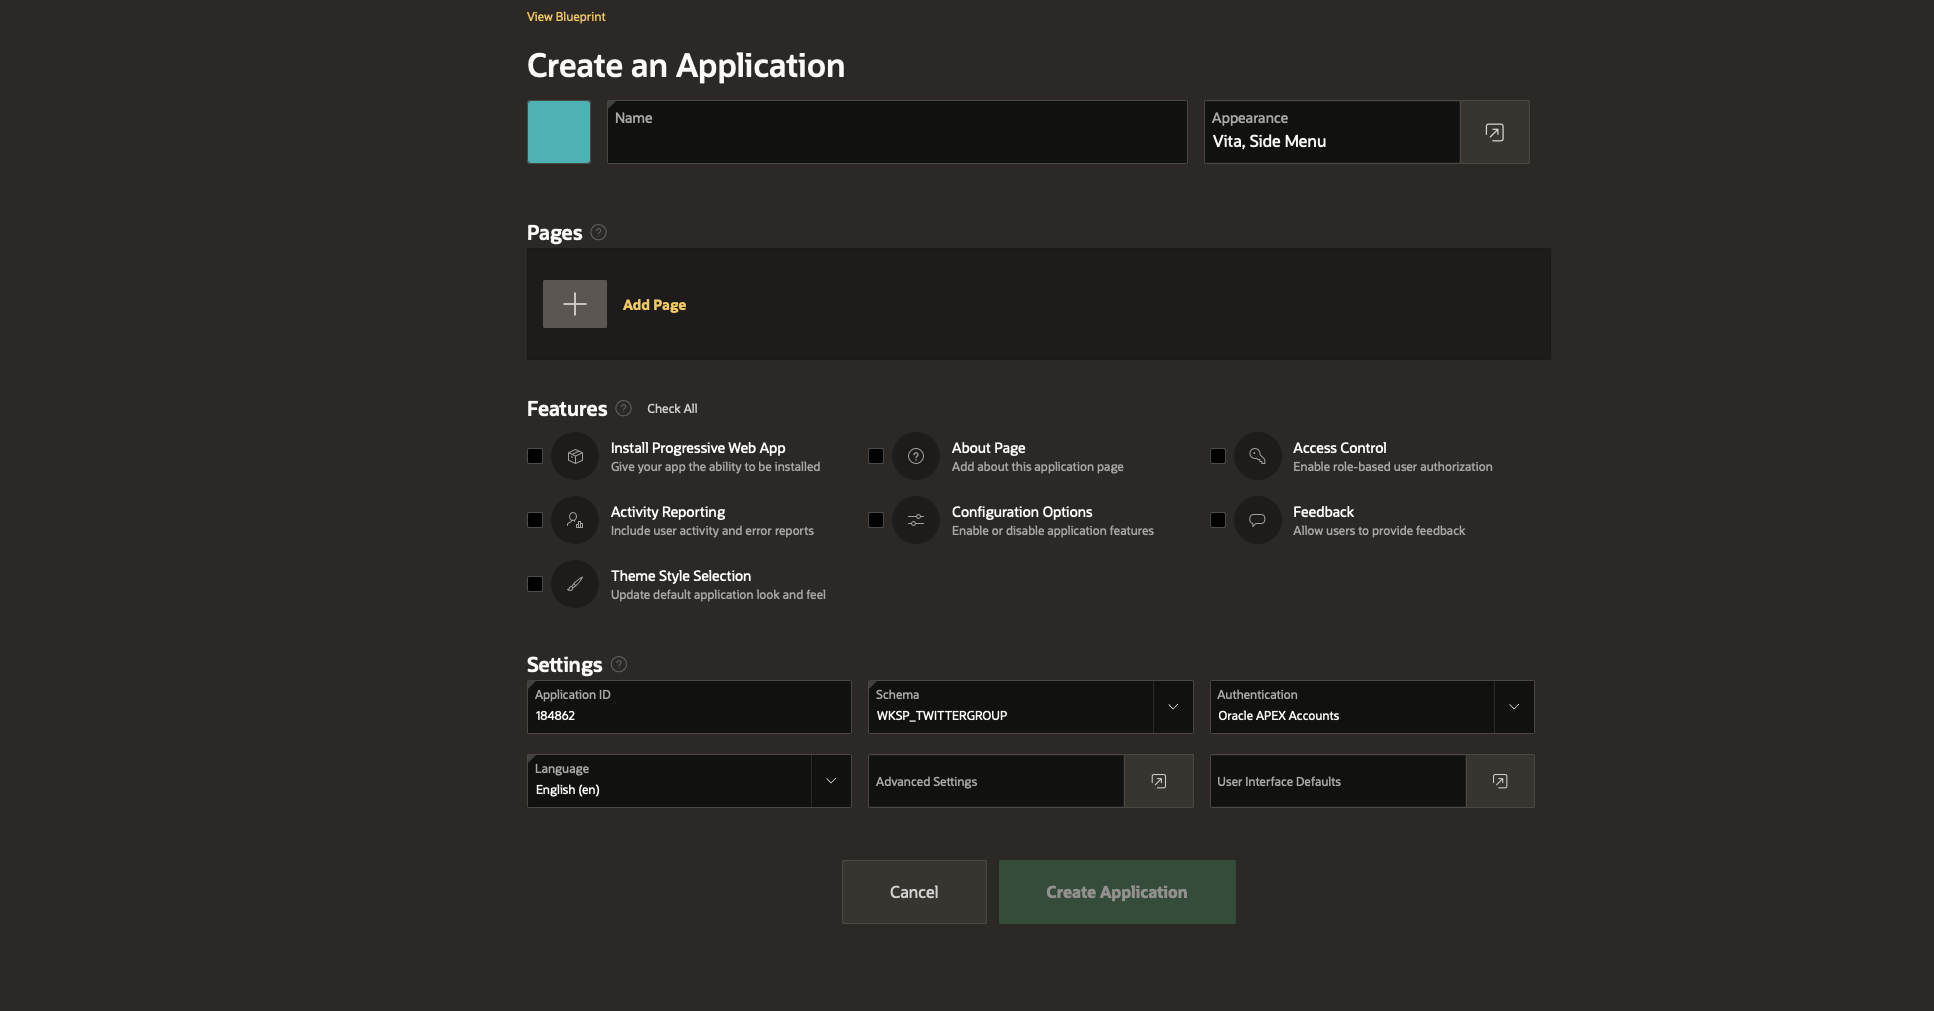 View Blueprint
Create an Application
Name
Appearance
Vita, Side Menu
Pages
Add Page
Features Check All
Install Progressive Web App
Give your app the ability to be installed
About Page
Add about this application page
Access Control
Enable role-based user authorization
Activity Reporting
Include user activity and error reports
Configuration Options
Enable or disable application features
Feedback
Allow users to provide feedback
Theme Style Selection
Update default application look and feel
Settings
Application ID
184862
Schema
WKSP_TWITTERGROUP
Authentication
Oracle APEX Accounts
Language
English (en)
Advanced Settings
User Interface Defaults
Cancel
Create Application